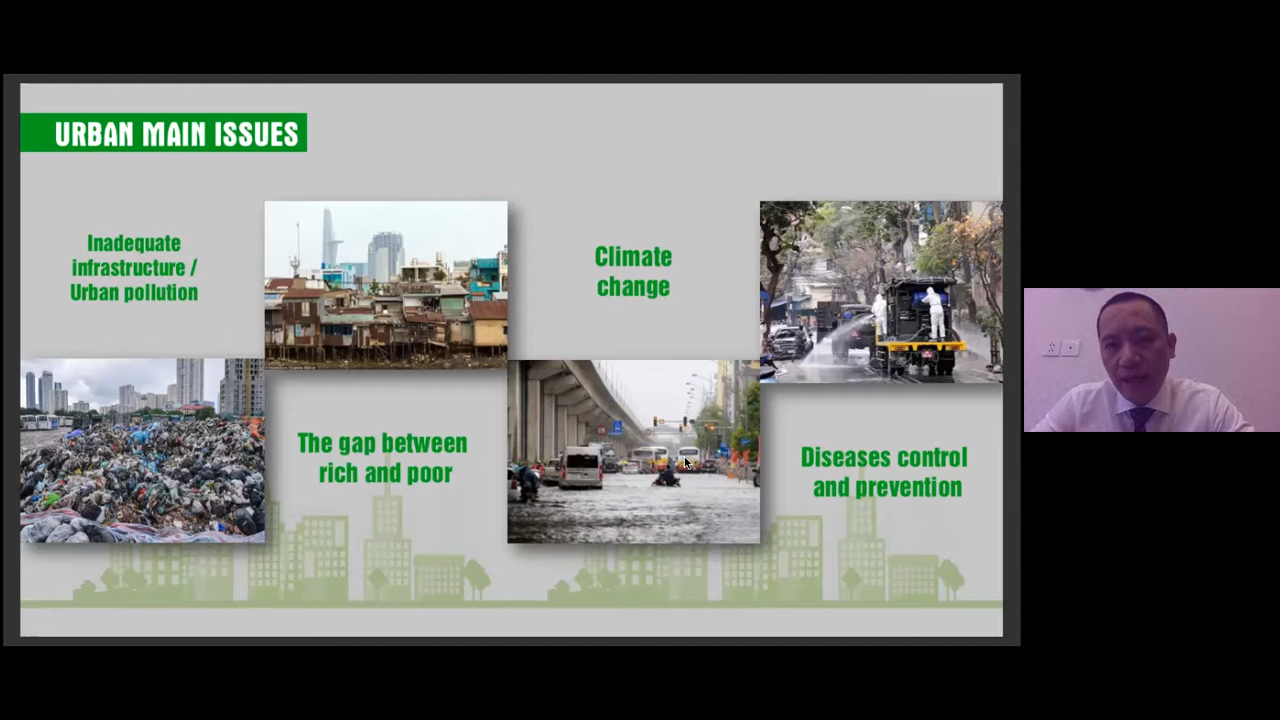 URBAN MAIN ISSUES
Inadequate
infrastructure /
Urban pollution
The gap between
rich and poor
Climate
change
Diseases control
and prevention